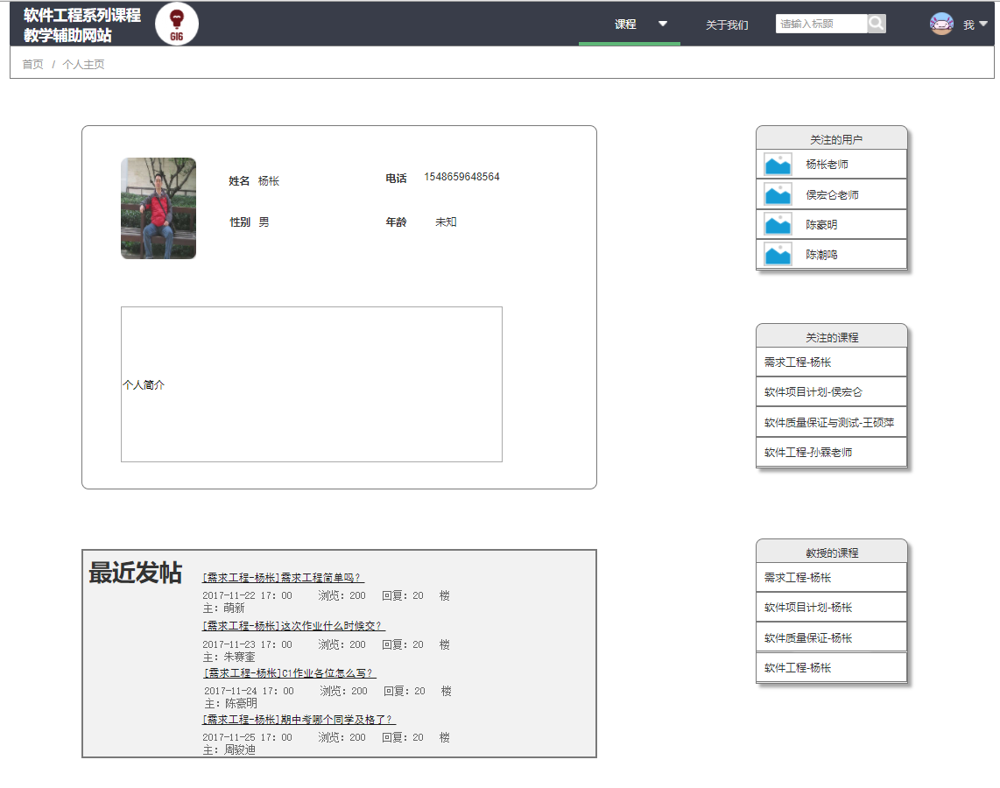 软件工程系列课程
教学辅助网站
G16
课程
关于我们
请输入标题
我
首页 / 个人主页
姓名 杨枨
电话 1548659648564
性别 男
年龄 未知
个人简介
关注的用户
杨枨老师
侯宏仑老师
陈豪明
陈潮鸣
关注的课程
需求工程-杨枨
软件项目计划-侯宏仑
软件质量保证与测试-王硕萍
软件工程-孙霖老师
最近发帖
[需求工程-杨枨]需求工程简单吗？
2017-11-22 17：00 浏览：200 回复：20 楼
主：萌新
[需求工程-杨枨]这次作业什么时候交？
2017-11-23 17：00 浏览：200 回复：20 楼
主：朱赛奎
[需求工程-杨枨]C1作业各位怎么写？
2017-11-24 17：00 浏览：200 回复：20 楼
主：陈豪明
[需求工程-杨枨]期中考哪个同学及格了？
2017-11-25 17：00 浏览：200 回复：20 楼
主：周骏迪
教授的课程
需求工程-杨枨
软件项目计划-杨枨
软件质量保证-杨枨
软件工程-杨枨